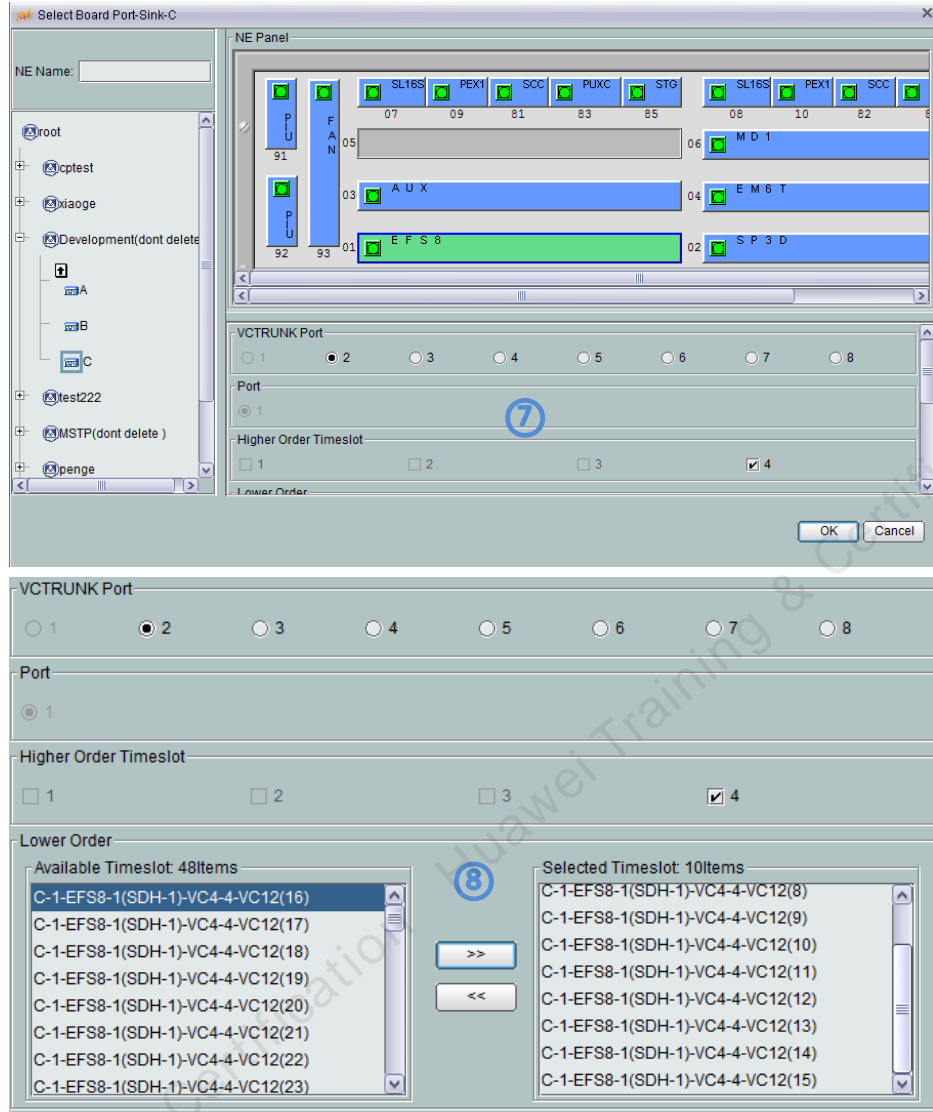 Select Board Port-Sink-C
NE Name:
root
cptest
xiaoge
Development(dont delete
A
B
C
test222
MSTP(dont delete )
penge
NE Panel
PIU
91
PIU
92
FAN
93
SL16S PEX1 SCC PUXC STG SL16S PEX1 SCC
07 09 81 83 85 08 10 82 8
05
06 MD1
03 AUX
04 EM6T
01 EFS8
02 SP3D
VCTRUNK Port
1 2 3 4 5 6 7 8
Port
1
7
Higher Order Timeslot
1 2 3 4
Lower Order
OK Cancel
VCTRUNK Port
1 2 3 4 5 6 7 8
Port
1
Higher Order Timeslot
1 2 3 4
Lower Order
Available Timeslot: 48Items
C-1-EFS8-1(SDH-1)-VC4-4-VC12(16)
C-1-EFS8-1(SDH-1)-VC4-4-VC12(17)
C-1-EFS8-1(SDH-1)-VC4-4-VC12(18)
C-1-EFS8-1(SDH-1)-VC4-4-VC12(19)
C-1-EFS8-1(SDH-1)-VC4-4-VC12(20)
C-1-EFS8-1(SDH-1)-VC4-4-VC12(21)
C-1-EFS8-1(SDH-1)-VC4-4-VC12(22)
C-1-EFS8-1(SDH-1)-VC4-4-VC12(23)
8
>>
<<
Selected Timeslot: 10Items
C-1-EFS8-1(SDH-1)-VC4-4-VC12(8)
C-1-EFS8-1(SDH-1)-VC4-4-VC12(9)
C-1-EFS8-1(SDH-1)-VC4-4-VC12(10)
C-1-EFS8-1(SDH-1)-VC4-4-VC12(11)
C-1-EFS8-1(SDH-1)-VC4-4-VC12(12)
C-1-EFS8-1(SDH-1)-VC4-4-VC12(13)
C-1-EFS8-1(SDH-1)-VC4-4-VC12(14)
C-1-EFS8-1(SDH-1)-VC4-4-VC12(15)
Huawei Training & Certifi
Certification